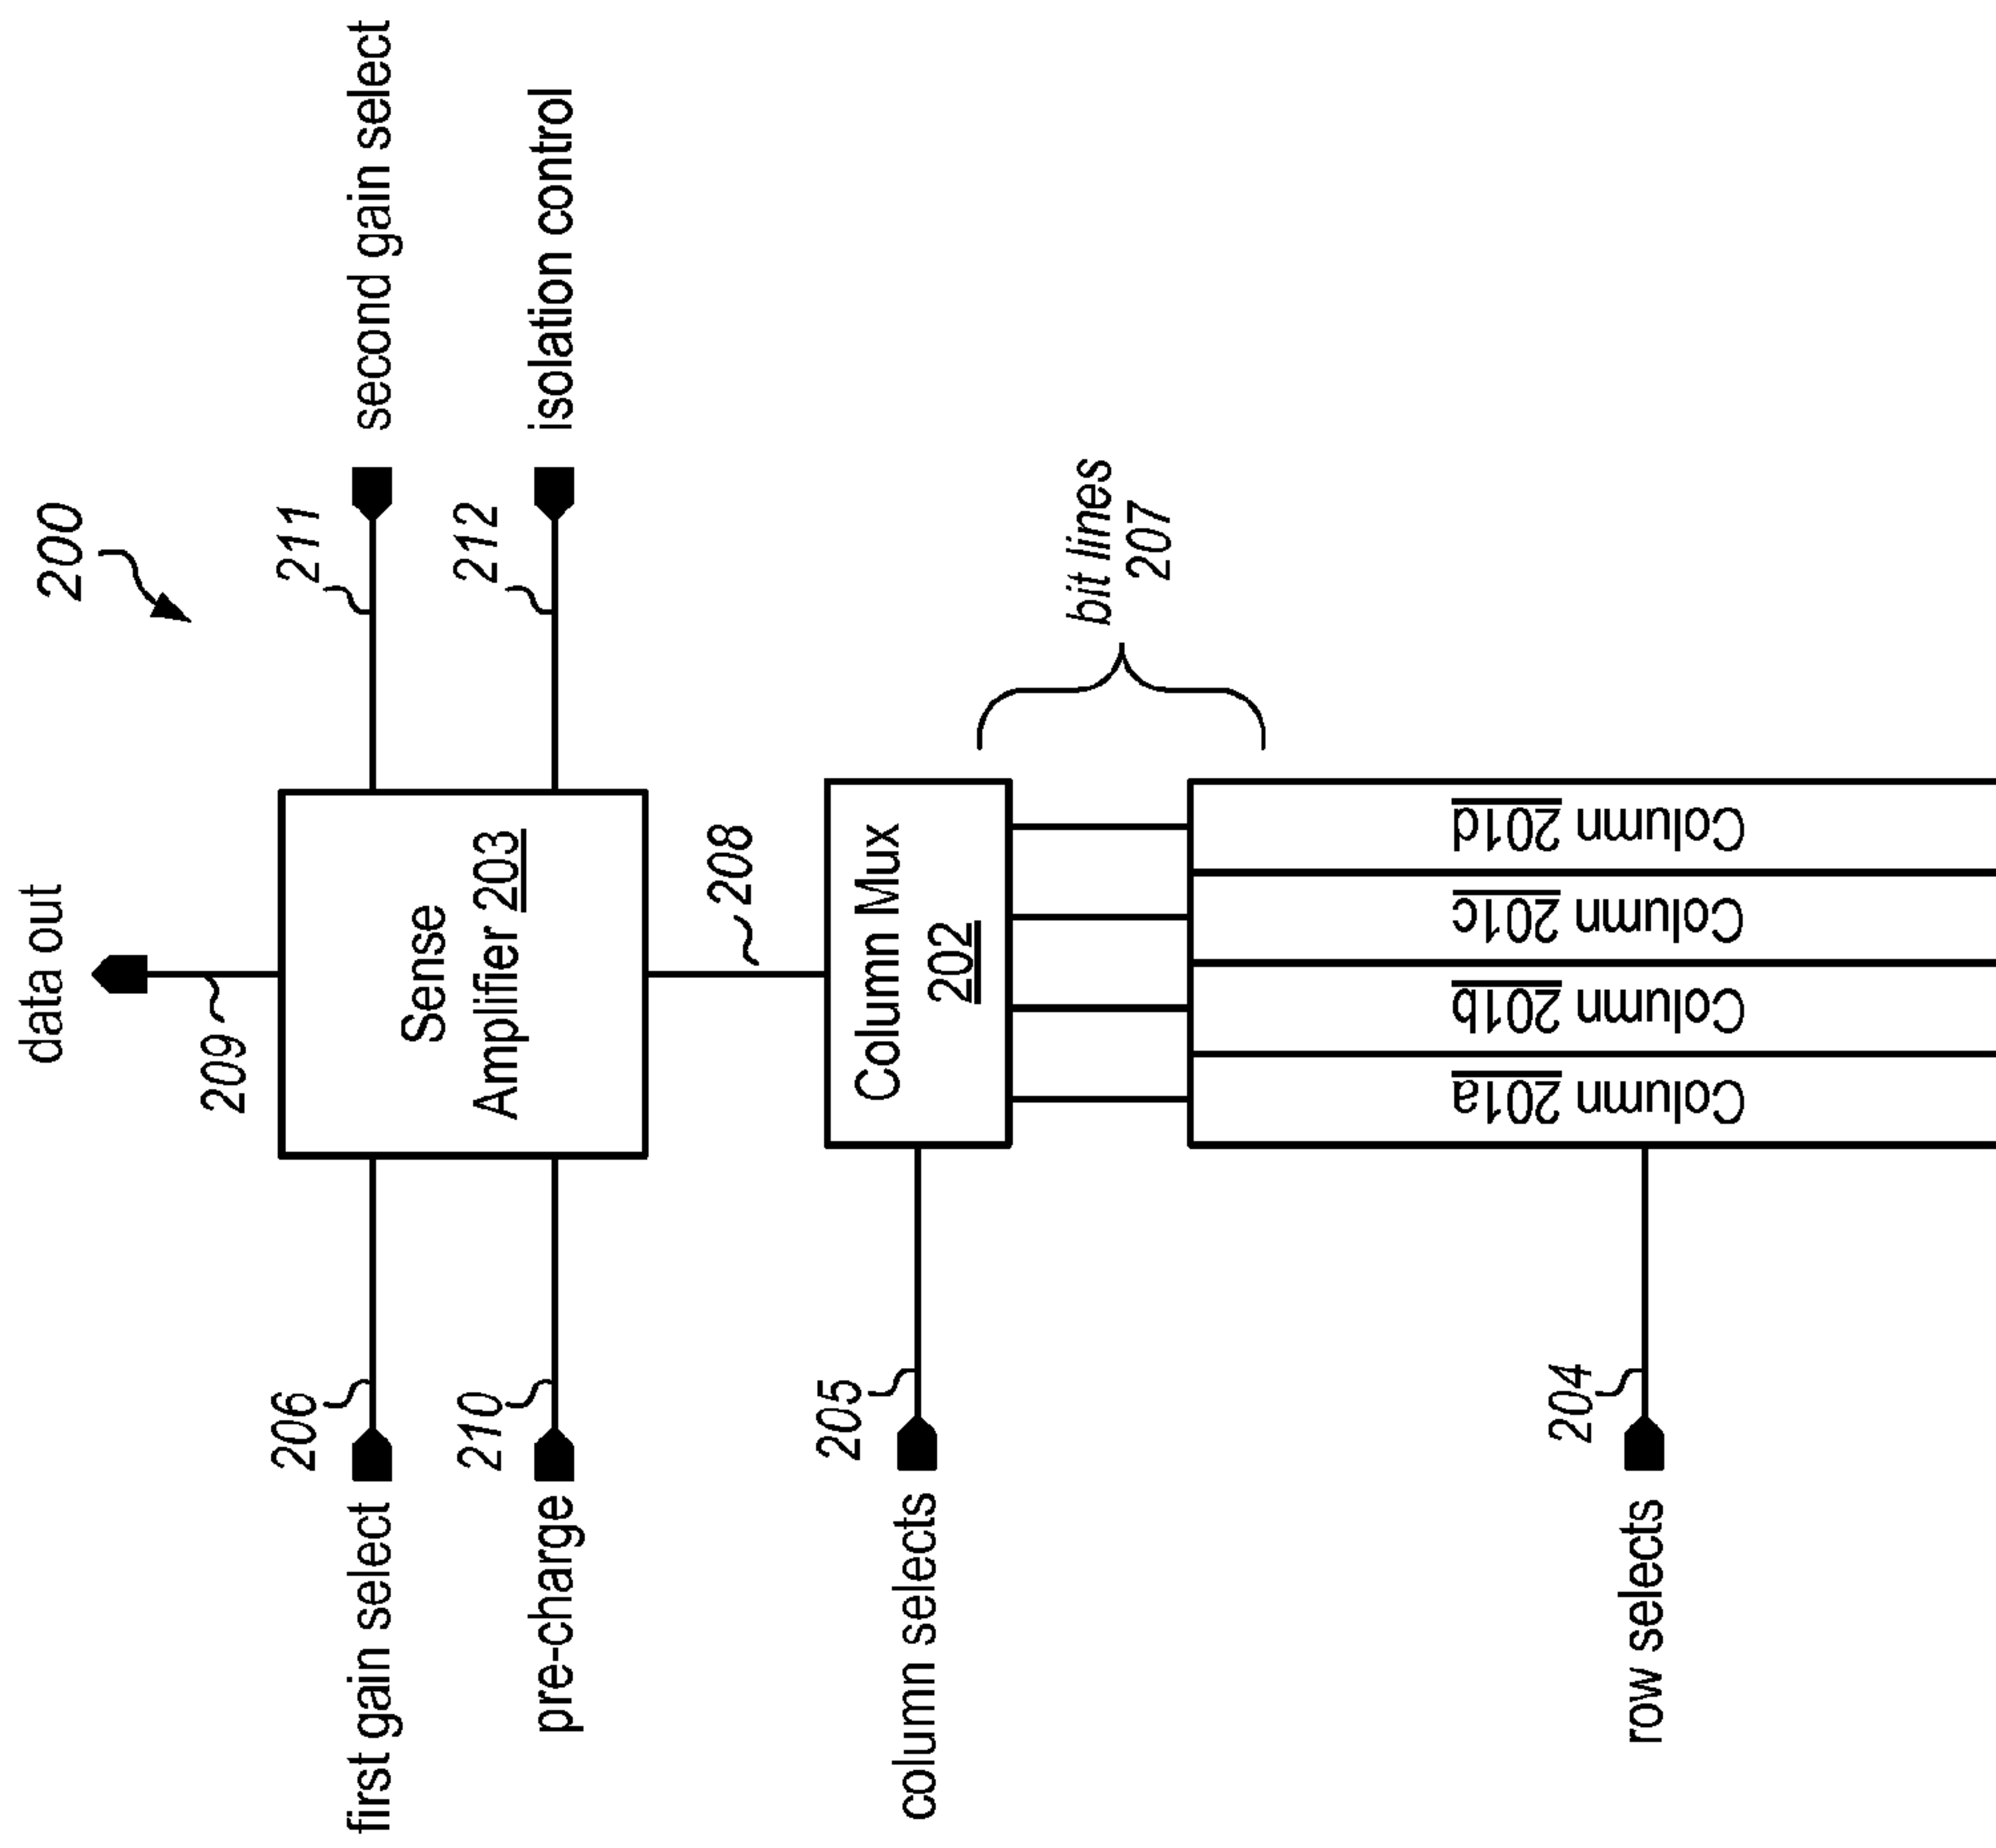 200
data out
209
first gain select
206
211
second gain select
pre-charge
210
212
isolation control
Sense
Amplifier 203
208
column selects
205
Column Mux
202
bit lines
207
row selects
204
Column 201a
Column 201b
Column 201c
Column 201d